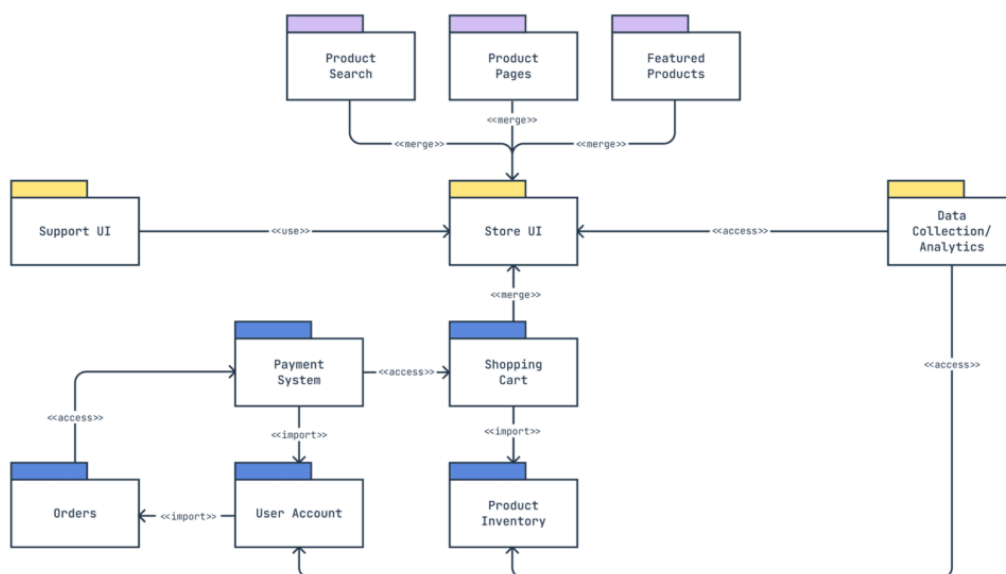 Product
Search
Product
Pages
Featured
Products
<<merge>>
<<merge>>
<<merge>>
Support UI
<<use>>
Store UI
<<access>>
Data
Collection/
Analytics
<<merge>>
Payment
System
<<access>>
Shopping
Cart
<<access>>
<<access>>
<<import>>
<<import>>
Orders
<<import>>
User Account
Product
Inventory